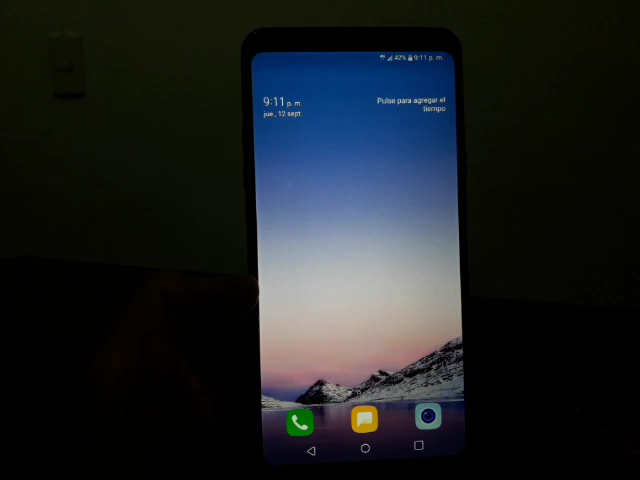 42% 9:11 p. m.
9:11 p. m.
jue., 12 sept.
Pulse para agregar el
tiempo